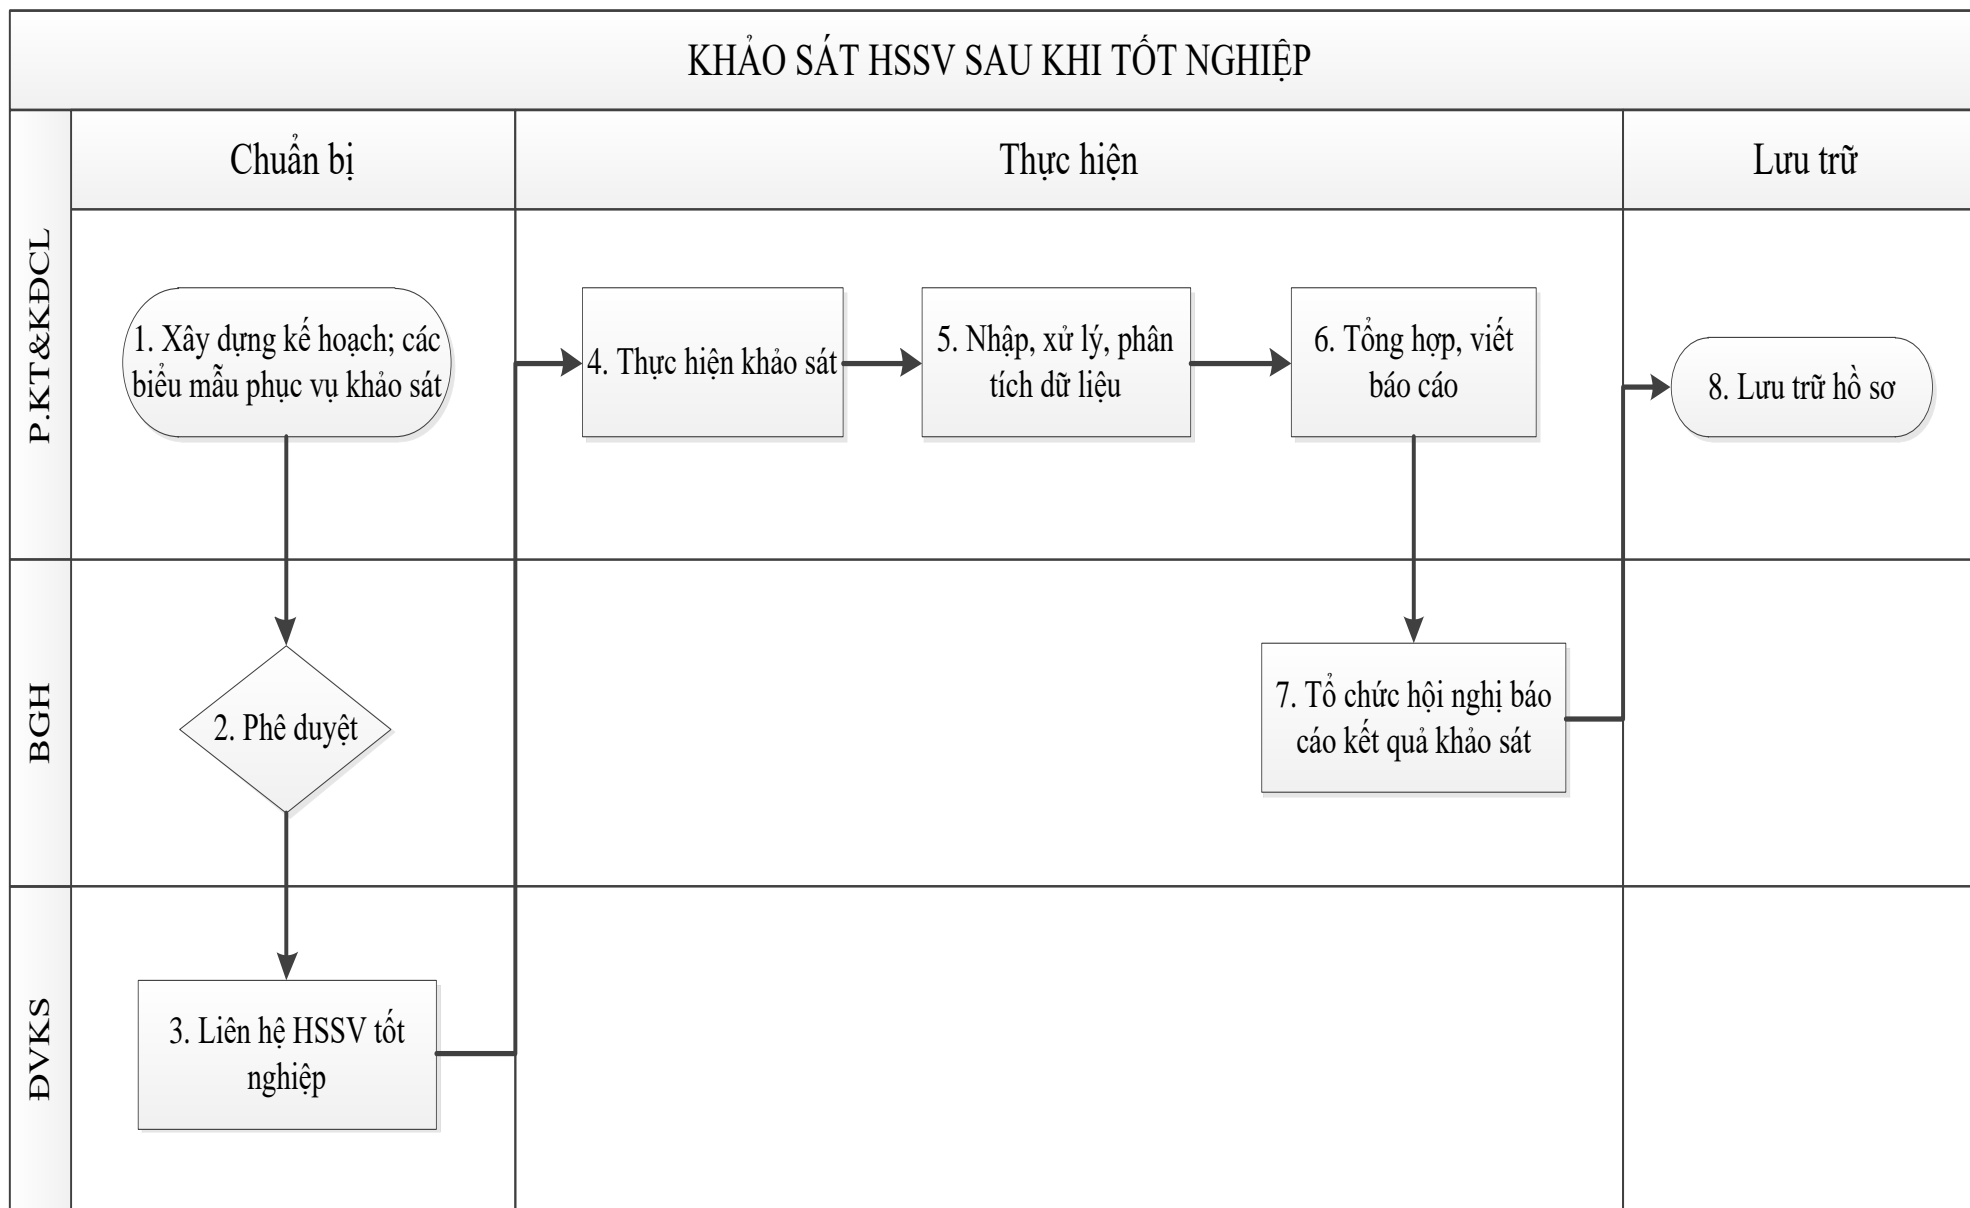 KHẢO SÁT HSSV SAU KHI TỐT NGHIỆP
Chuẩn bị
Thực hiện
Lưu trữ
P.KT&KĐCL
1. Xây dựng kế hoạch; các
biểu mẫu phục vụ khảo sát
4. Thực hiện khảo sát
5. Nhập, xử lý, phân
tích dữ liệu
6. Tổng hợp, viết
báo cáo
8. Lưu trữ hồ sơ
BGH
2. Phê duyệt
7. Tổ chức hội nghị báo
cáo kết quả khảo sát
ĐVKS
3. Liên hệ HSSV tốt
nghiệp